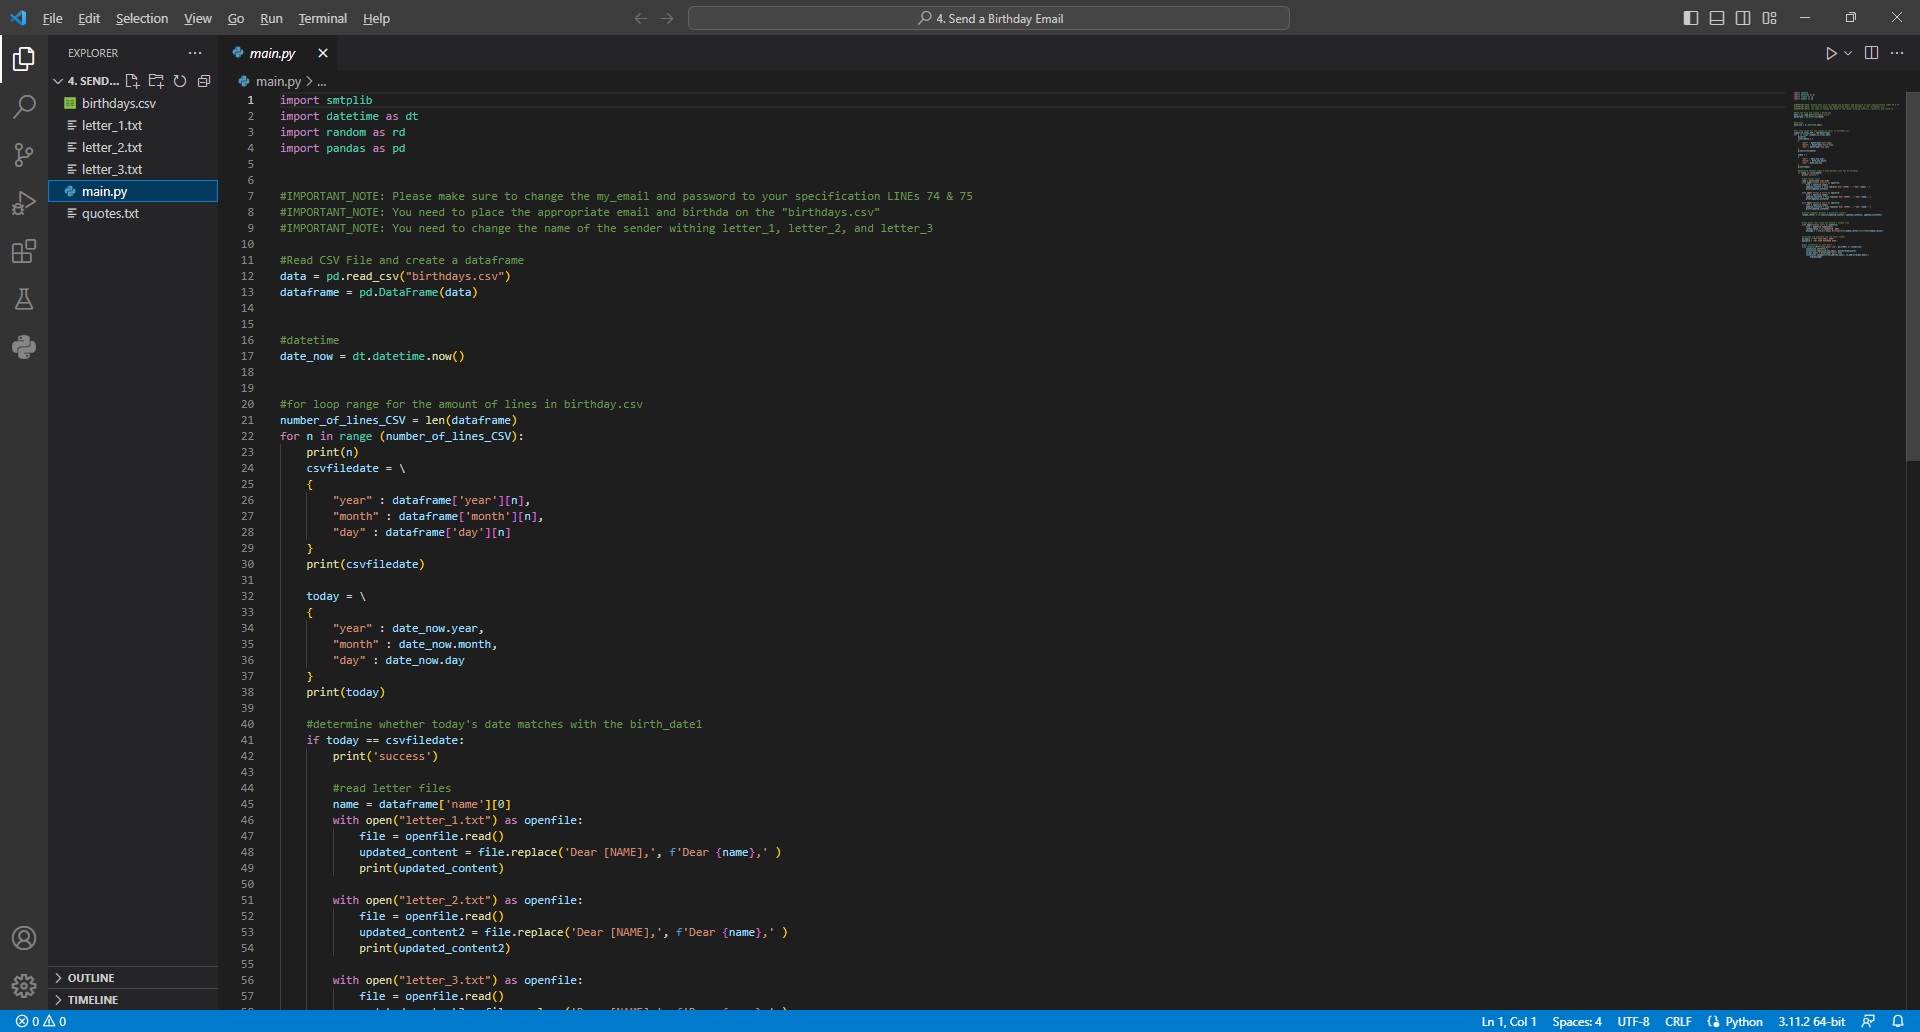 File Edit Selection View Go Run Terminal Help
4. Send a Birthday Email
EXPLORER
4. SEND...
birthdays.csv
letter_1.txt
letter_2.txt
letter_3.txt
main.py
quotes.txt
OUTLINE
TIMELINE
main.py
main.py > ...
1 import smtplib
2 import datetime as dt
3 import random as rd
4 import pandas as pd
5
6
7 #IMPORTANT_NOTE: Please make sure to change the my_email and password to your specification LINEs 74 & 75
8 #IMPORTANT_NOTE: You need to place the appropriate email and birthda on the "birthdays.csv"
9 #IMPORTANT_NOTE: You need to change the name of the sender withing letter_1, letter_2, and letter_3
10
11 #Read CSV File and create a dataframe
12 data = pd.read_csv("birthdays.csv")
13 dataframe = pd.DataFrame(data)
14
15
16 #datetime
17 date_now = dt.datetime.now()
18
19
20 #for loop range for the amount of lines in birthday.csv
21 number_of_lines_CSV = len(dataframe)
22 for n in range (number_of_lines_CSV):
23     print(n)
24     csvfiledate = \
25     {
26         "year" : dataframe['year'][n],
27         "month" : dataframe['month'][n],
28         "day" : dataframe['day'][n]
29     }
30     print(csvfiledate)
31
32     today = \
33     {
34         "year" : date_now.year,
35         "month" : date_now.month,
36         "day" : date_now.day
37     }
38     print(today)
39
40     #determine whether today's date matches with the birth_date1
41     if today == csvfiledate:
42         print('success')
43
44         #read letter files
45         name = dataframe['name'][0]
46         with open("letter_1.txt") as openfile:
47             file = openfile.read()
48             updated_content = file.replace('Dear [NAME],', f'Dear {name},' )
49             print(updated_content)
50
51         with open("letter_2.txt") as openfile:
52             file = openfile.read()
53             updated_content2 = file.replace('Dear [NAME],', f'Dear {name},' )
54             print(updated_content2)
55
56         with open("letter_3.txt") as openfile:
57             file = openfile.read()
0 0
Ln 1, Col 1 Spaces: 4 UTF-8 CRLF Python 3.11.2 64-bit